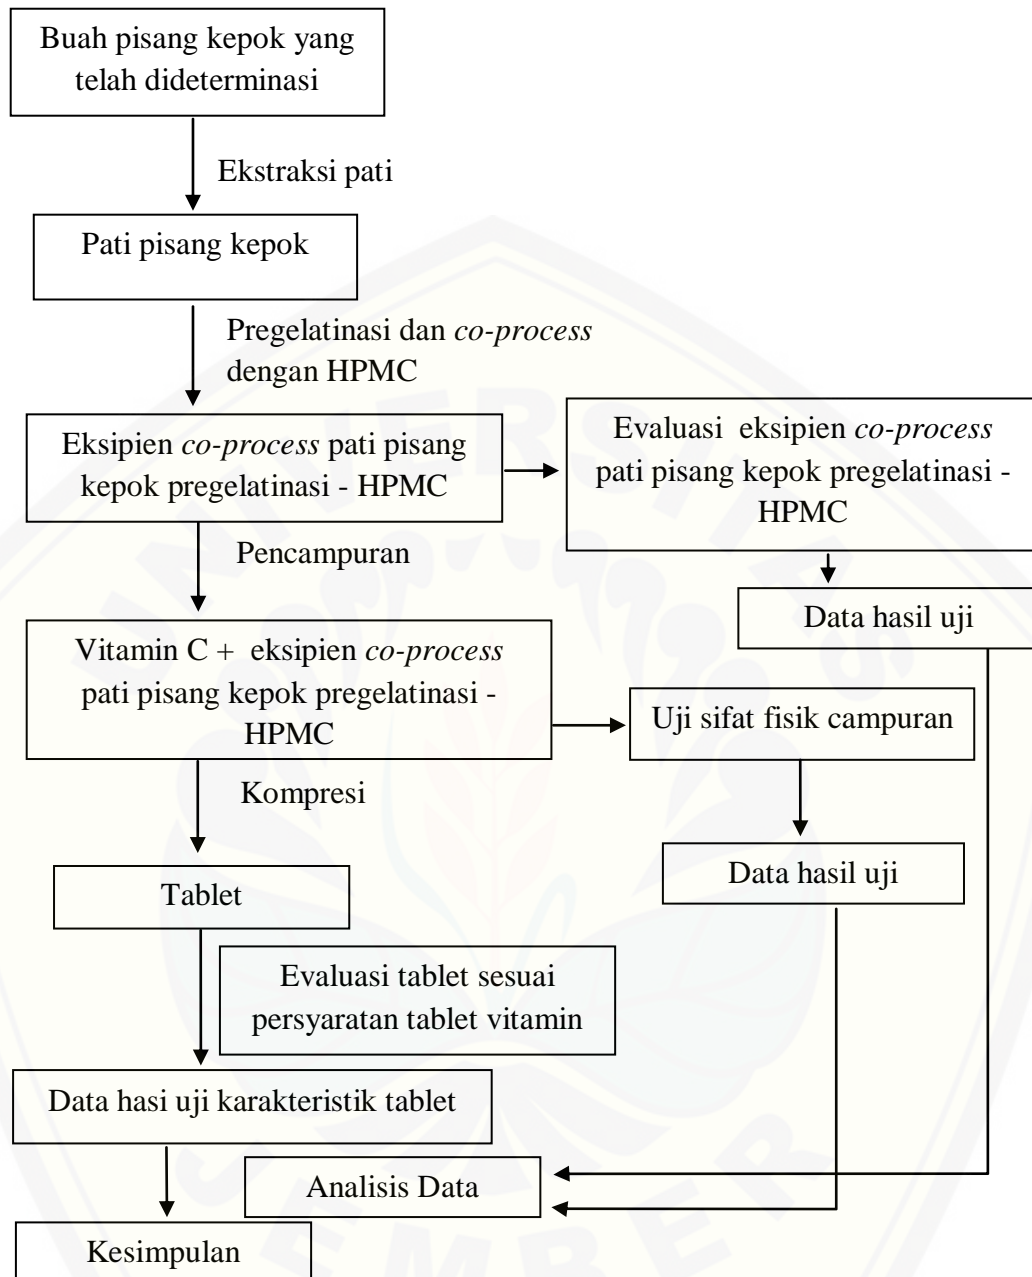 Buah pisang kepok yang
telah dideterminasi
Ekstraksi pati
Pati pisang kepok
Pregelatinasi dan co-process
dengan HPMC
Eksipien co-process pati pisang
kepok pregelatinasi - HPMC
Evaluasi eksipien co-process
pati pisang kepok pregelatinasi -
HPMC
Pencampuran
Data hasil uji
Vitamin C + eksipien co-process
pati pisang kepok pregelatinasi -
HPMC
Uji sifat fisik campuran
Kompresi
Data hasil uji
Tablet
Evaluasi tablet sesuai
persyaratan tablet vitamin
Data hasi uji karakteristik tablet
Analisis Data
Kesimpulan
UNIVERSITAS
JEMBER